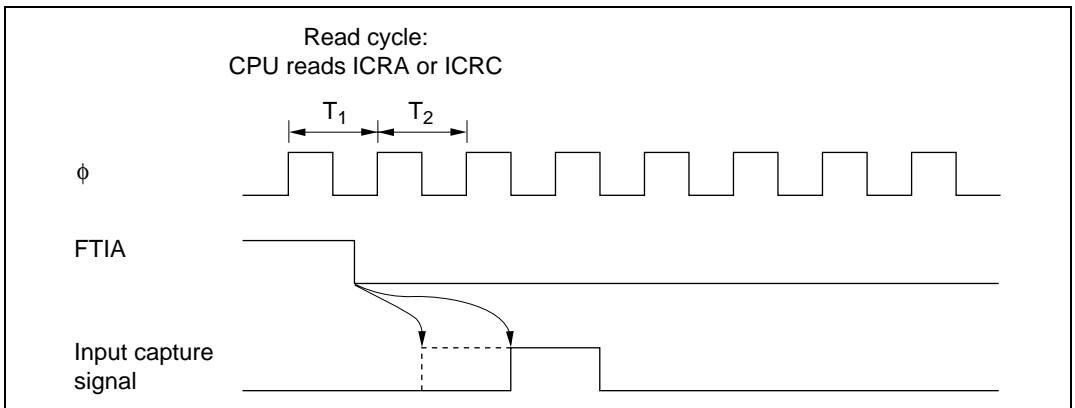 Read cycle:
CPU reads ICRA or ICRC
T₁ T₂
ϕ
FTIA
Input capture
signal